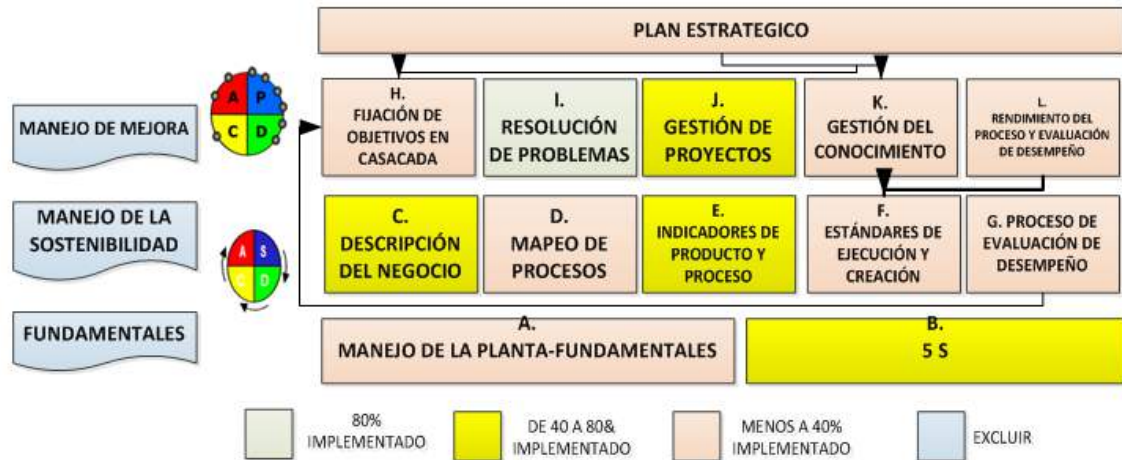 PLAN ESTRATEGICO
MANEJO DE MEJORA
A P
C D
H.
FIJACIÓN DE
OBJETIVOS EN
CASACADA
I.
RESOLUCIÓN
DE PROBLEMAS
J.
GESTIÓN DE
PROYECTOS
K.
GESTIÓN DEL
CONOCIMIENTO
L.
RENDIMIENTO DEL
PROCESO Y EVALUACIÓN
DE DESEMPEÑO
MANEJO DE LA
SOSTENIBILIDAD
A S
C D
C.
DESCRIPCIÓN
DEL NEGOCIO
D.
MAPEO DE
PROCESOS
E.
INDICADORES DE
PRODUCTO Y
PROCESO
F.
ESTÁNDARES DE
EJECUCIÓN Y
CREACIÓN
G. PROCESO DE
EVALUACIÓN DE
DESEMPEÑO
FUNDAMENTALES
A.
MANEJO DE LA PLANTA-FUNDAMENTALES
B.
5 S
80%
IMPLEMENTADO
DE 40 A 80&
IMPLEMENTADO
MENOS A 40%
IMPLEMENTADO
EXCLUIR